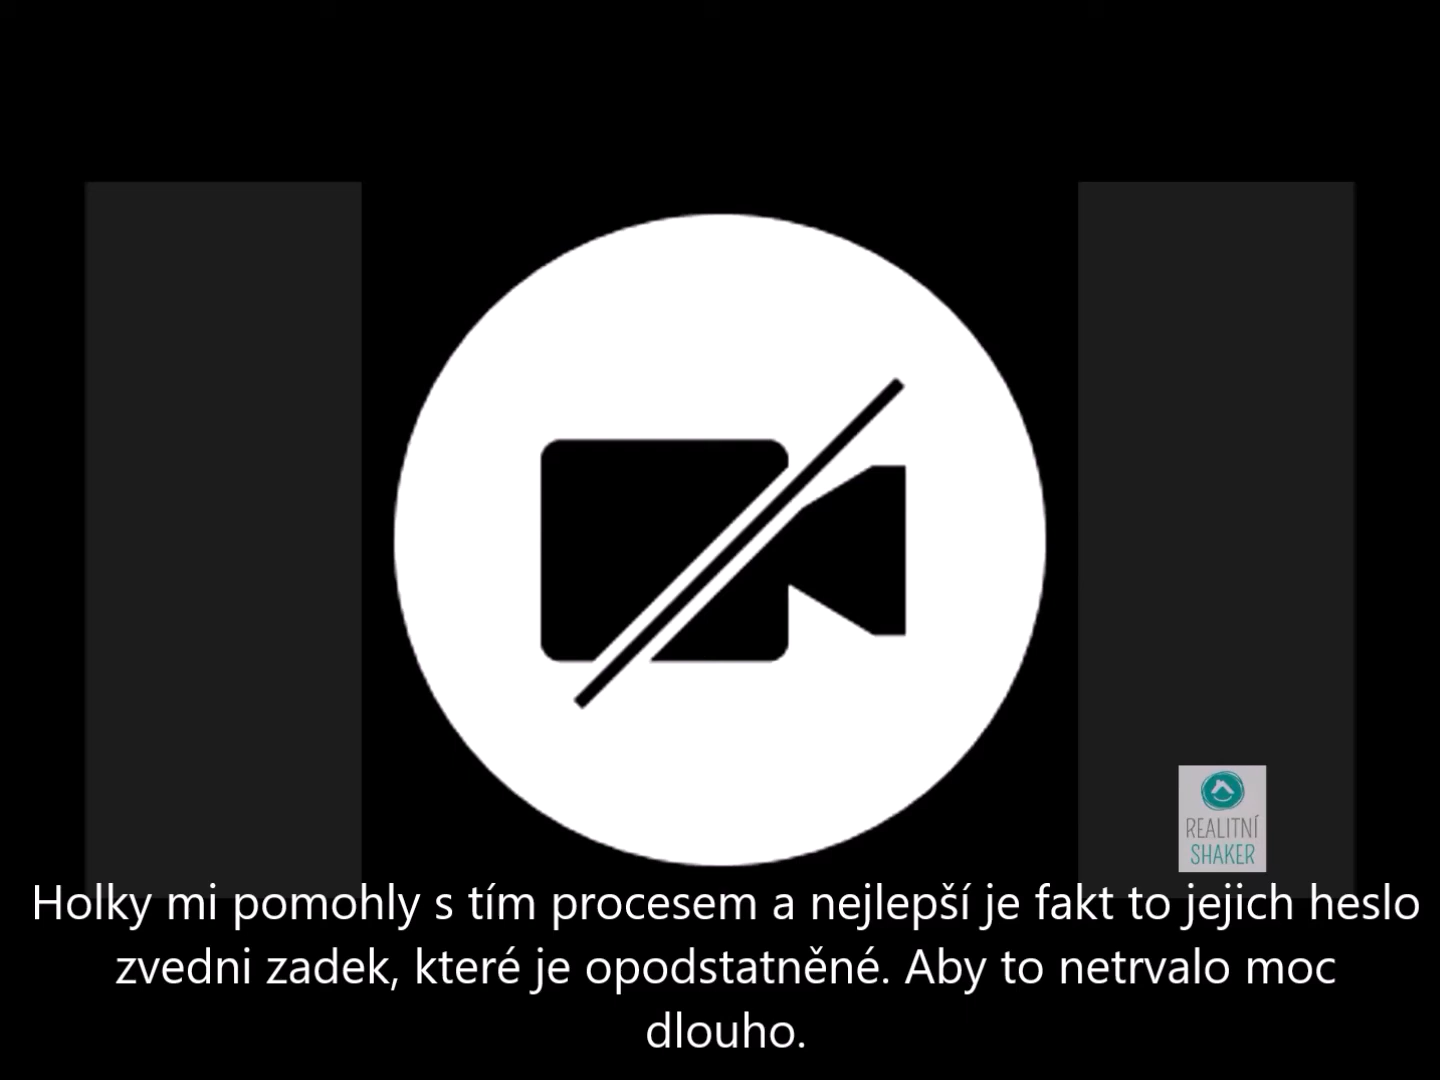 REALITNÍ
SHAKER
Holky mi pomohly s tím procesem a nejlepší je fakt to jejich heslo
zvedni zadek, které je opodstatněné. Aby to netrvalo moc
dlouho.